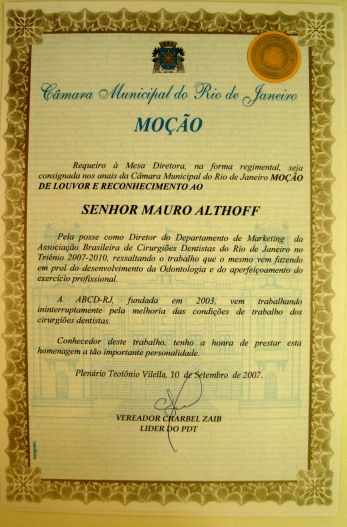 Câmara Municipal do Rio de Janeiro
MOÇÃO
Requeiro à Mesa Diretora, na forma regimental, seja
consignada nos anais da Câmara Municipal do Rio de Janeiro MOÇÃO
DE LOUVOR E RECONHECIMENTO AO
SENHOR MAURO ALTHOFF
Pela posse como Diretor do Departamento de Marketing da
Associação Brasileira de Cirurgiões Dentistas do Rio de Janeiro no
Triênio 2007-2010, ressaltando o trabalho que o mesmo vem fazendo
em prol do desenvolvimento da Odontologia e do aperfeiçoamento do
exercício profissional.
A ABCD-RJ, fundada em 2003, vem trabalhando
ininterruptamente pela melhoria das condições de trabalho dos
cirurgiões dentistas.
Conhecedor deste trabalho, tenho a honra de prestar esta
homenagem a tão importante personalidade.
Plenário Teotônio Vilella, 10 de Setembro de 2007.
VEREADOR CHARBEL ZAIB
LIDER DO PDT